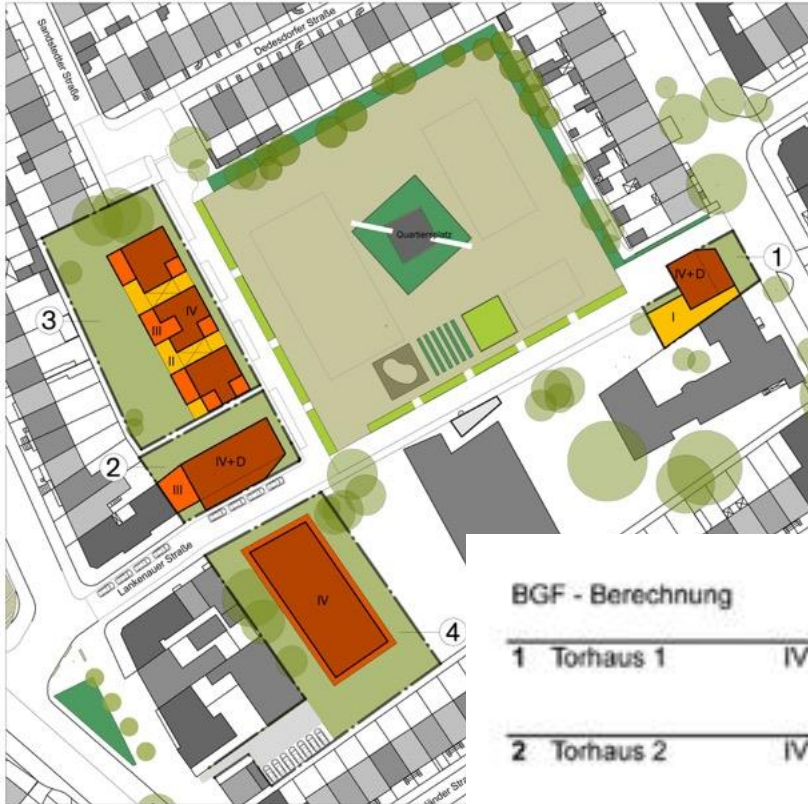 Sandstedter Straße
Dedesdorfer Straße
Quartiersplatz
1
IV+D
I
3
IV
III
II
2
IV+D
III
Lankenauer Straße
IV
4
BGF - Berechnung
1 Torhaus 1 IV
2 Torhaus 2 IV